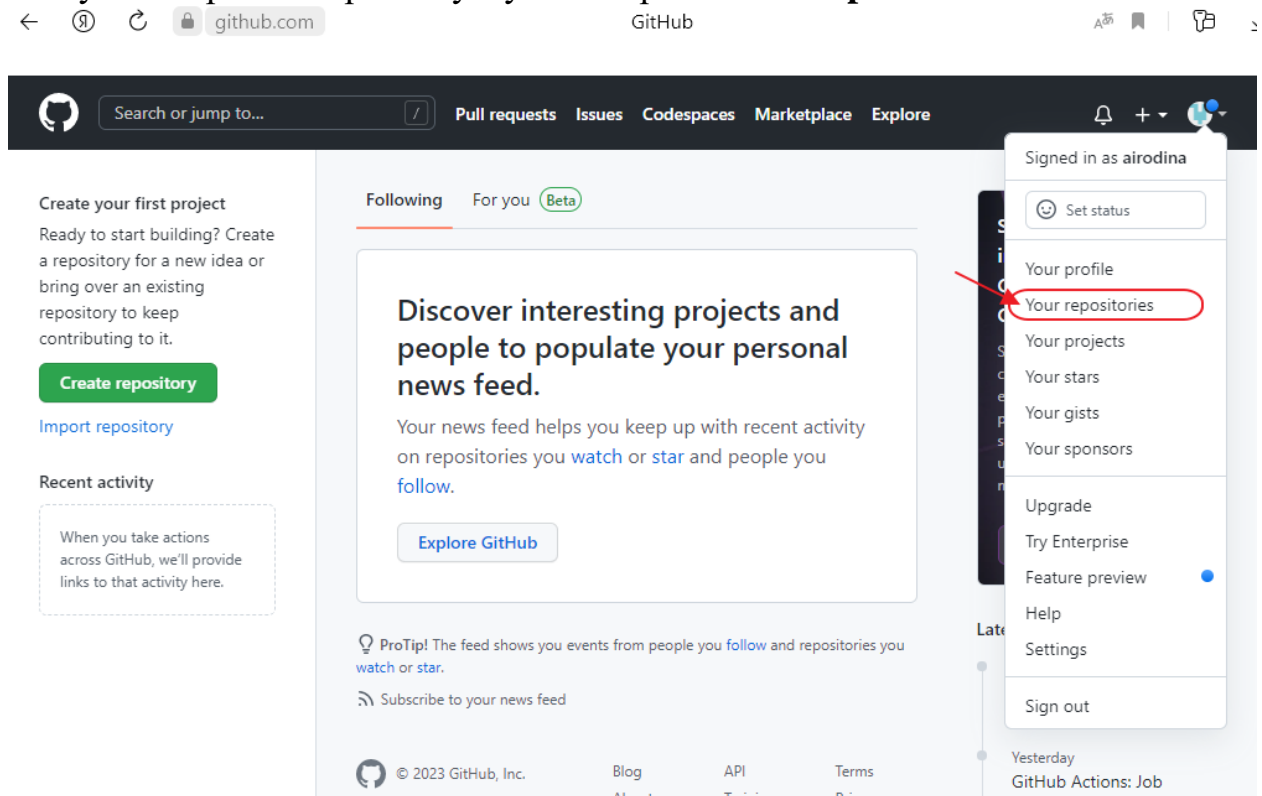 github.com
GitHub
Search or jump to...
/
Pull requests
Issues
Codespaces
Marketplace
Explore
Signed in as airodina
Set status
Your profile
Your repositories
Your projects
Your stars
Your gists
Your sponsors
Upgrade
Try Enterprise
Feature preview
Help
Settings
Sign out
Create your first project
Ready to start building? Create
a repository for a new idea or
bring over an existing
repository to keep
contributing to it.
Create repository
Import repository
Recent activity
When you take actions
across GitHub, we'll provide
links to that activity here.
Following
For you
Beta
Discover interesting projects and
people to populate your personal
news feed.
Your news feed helps you keep up with recent activity
on repositories you watch or star and people you
follow.
Explore GitHub
ProTip! The feed shows you events from people you follow and repositories you
watch or star.
Subscribe to your news feed
© 2023 GitHub, Inc.
Blog
API
Terms
Yesterday
GitHub Actions: Job